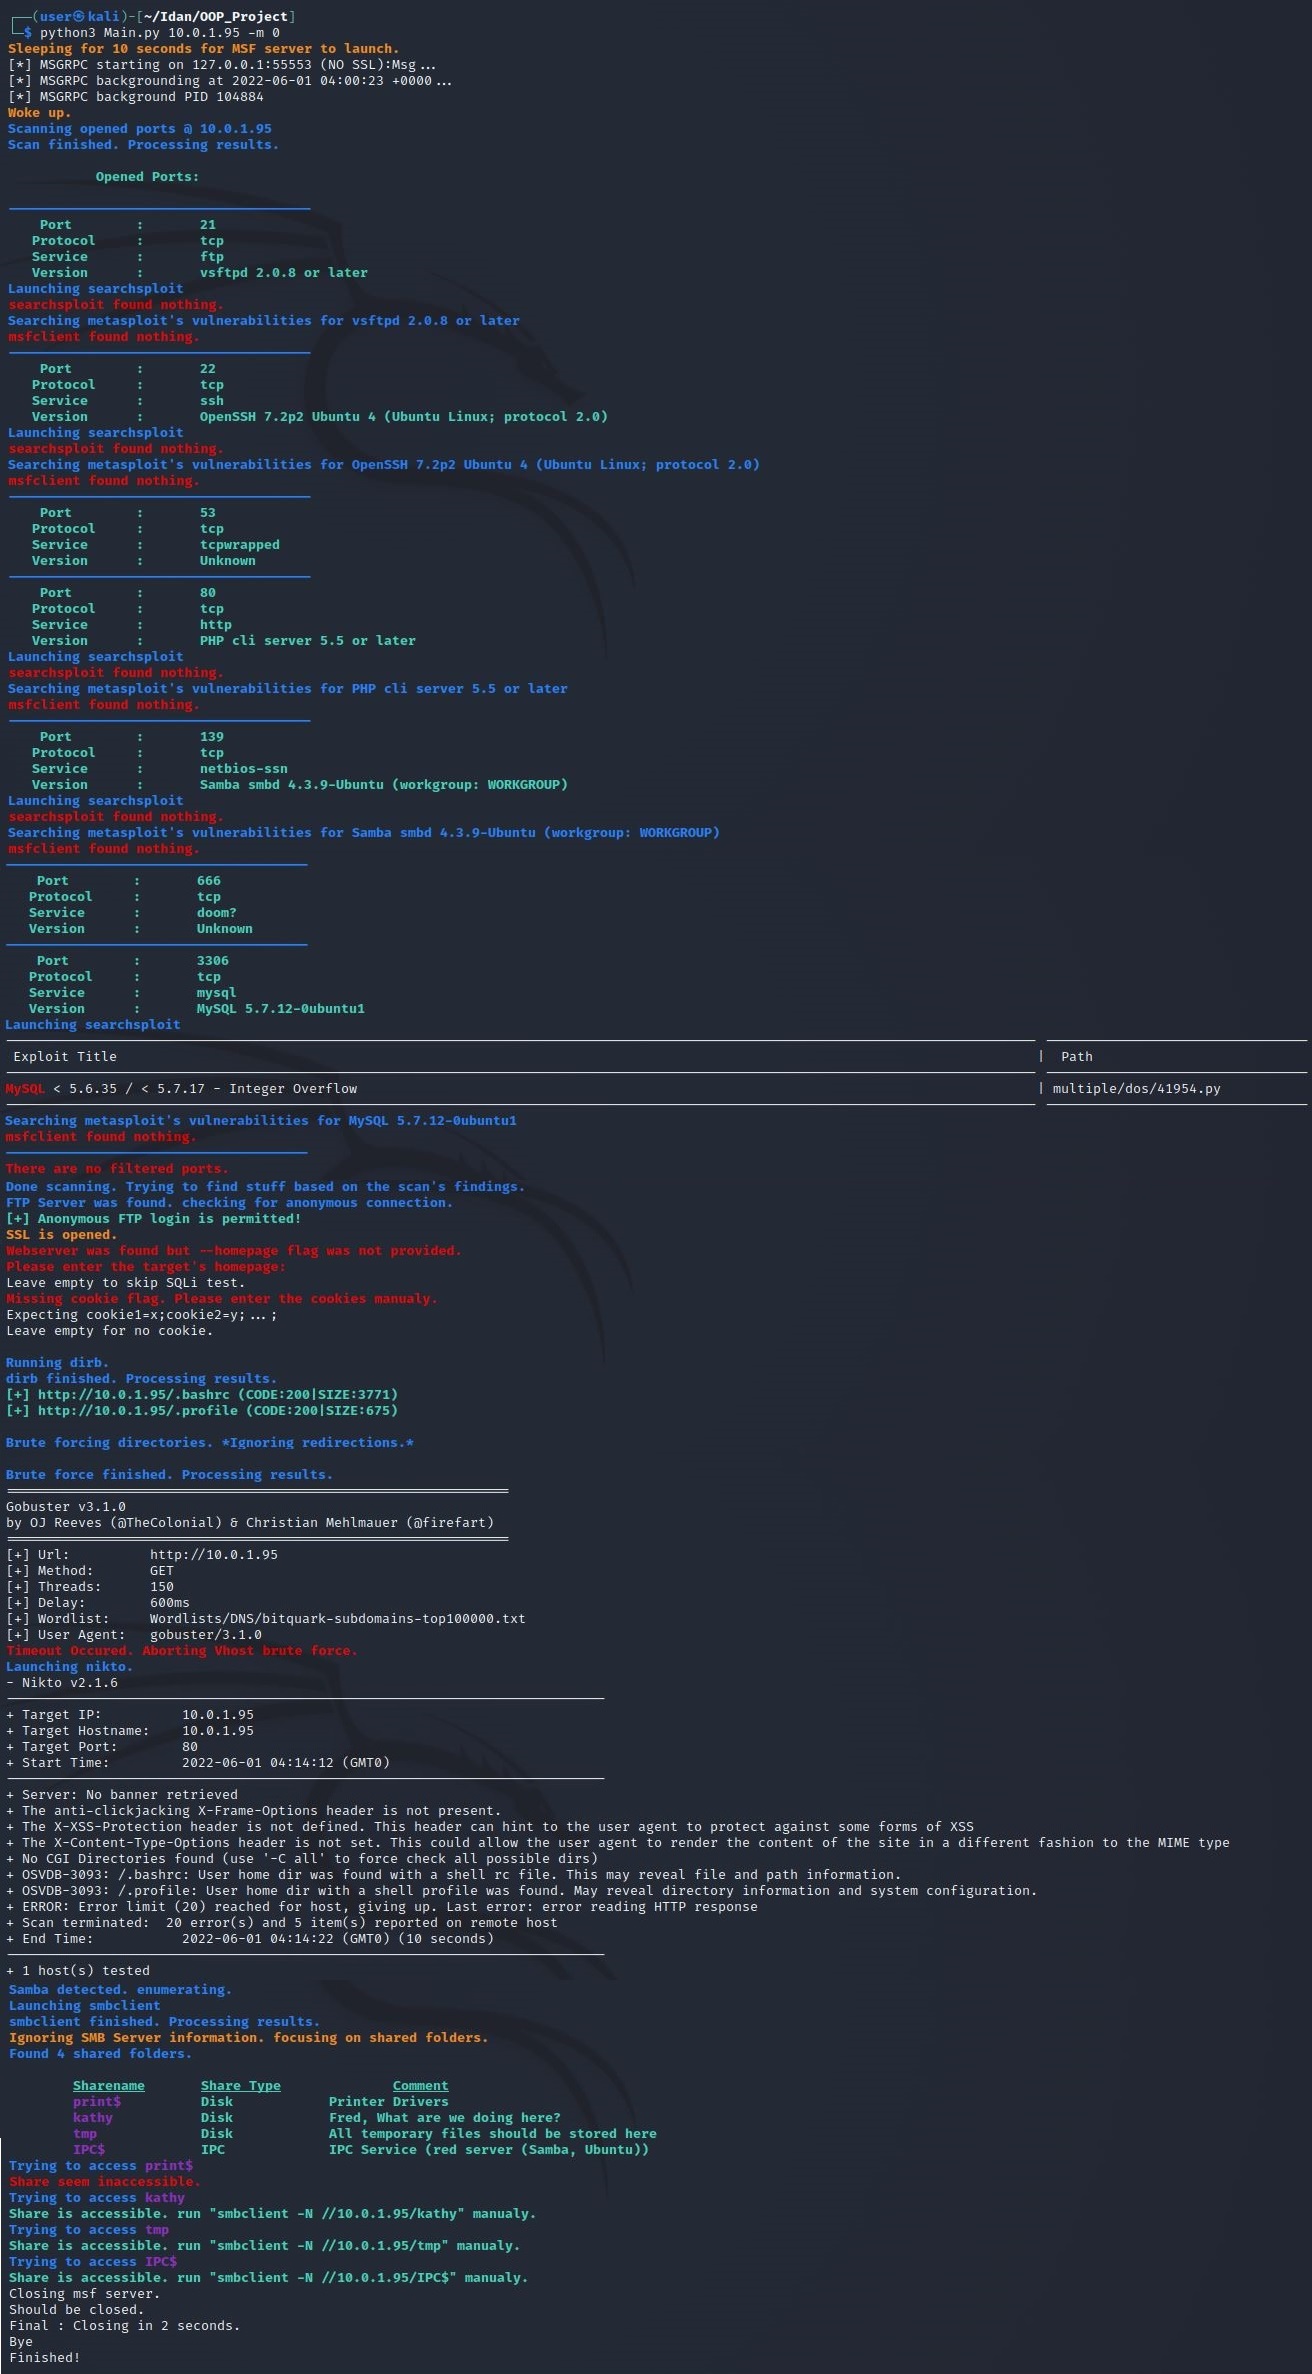 ┌──(user㉿kali)-[~/Idan/OOP_Project]
└─$ python3 Main.py 10.0.1.95 -m 0
Sleeping for 10 seconds for MSF server to launch.
[*] MSGRPC starting on 127.0.0.1:55553 (NO SSL):Msg...
[*] MSGRPC backgrounding at 2022-06-01 04:00:23 +0000...
[*] MSGRPC background PID 104884
Woke up.
Scanning opened ports @ 10.0.1.95
Scan finished. Processing results.
Opened Ports:
Port : 21
Protocol : tcp
Service : ftp
Version : vsftpd 2.0.8 or later
Launching searchsploit
searchsploit found nothing.
Searching metasploit's vulnerabilities for vsftpd 2.0.8 or later
msfclient found nothing.
Port : 22
Protocol : tcp
Service : ssh
Version : OpenSSH 7.2p2 Ubuntu 4 (Ubuntu Linux; protocol 2.0)
Launching searchsploit
searchsploit found nothing.
Searching metasploit's vulnerabilities for OpenSSH 7.2p2 Ubuntu 4 (Ubuntu Linux; protocol 2.0)
msfclient found nothing.
Port : 53
Protocol : tcp
Service : tcpwrapped
Version : Unknown
Port : 80
Protocol : tcp
Service : http
Version : PHP cli server 5.5 or later
Launching searchsploit
searchsploit found nothing.
Searching metasploit's vulnerabilities for PHP cli server 5.5 or later
msfclient found nothing.
Port : 139
Protocol : tcp
Service : netbios-ssn
Version : Samba smbd 4.3.9-Ubuntu (workgroup: WORKGROUP)
Launching searchsploit
searchsploit found nothing.
Searching metasploit's vulnerabilities for Samba smbd 4.3.9-Ubuntu (workgroup: WORKGROUP)
msfclient found nothing.
Port : 666
Protocol : tcp
Service : doom?
Version : Unknown
Port : 3306
Protocol : tcp
Service : mysql
Version : MySQL 5.7.12-0ubuntu1
Launching searchsploit
Exploit Title | Path
MySQL < 5.6.35 / < 5.7.17 - Integer Overflow | multiple/dos/41954.py
Searching metasploit's vulnerabilities for MySQL 5.7.12-0ubuntu1
msfclient found nothing.
There are no filtered ports.
Done scanning. Trying to find stuff based on the scan's findings.
FTP Server was found. checking for anonymous connection.
[+] Anonymous FTP login is permitted!
SSL is opened.
Webserver was found but --homepage flag was not provided.
Please enter the target's homepage:
Leave empty to skip SQLi test.
Missing cookie flag. Please enter the cookies manualy.
Expecting cookie1=x;cookie2=y;...;
Leave empty for no cookie.
Running dirb.
dirb finished. Processing results.
[+] http://10.0.1.95/.bashrc (CODE:200|SIZE:3771)
[+] http://10.0.1.95/.profile (CODE:200|SIZE:675)
Brute forcing directories. *Ignoring redirections.*
Brute force finished. Processing results.
Gobuster v3.1.0
by OJ Reeves (@TheColonial) & Christian Mehlmauer (@firefart)
[+] Url: http://10.0.1.95
[+] Method: GET
[+] Threads: 150
[+] Delay: 600ms
[+] Wordlist: Wordlists/DNS/bitquark-subdomains-top100000.txt
[+] User Agent: gobuster/3.1.0
Timeout Occured. Aborting Vhost brute force.
Launching nikto.
- Nikto v2.1.6
+ Target IP: 10.0.1.95
+ Target Hostname: 10.0.1.95
+ Target Port: 80
+ Start Time: 2022-06-01 04:14:12 (GMT0)
+ Server: No banner retrieved
+ The anti-clickjacking X-Frame-Options header is not present.
+ The X-XSS-Protection header is not defined. This header can hint to the user agent to protect against some forms of XSS
+ The X-Content-Type-Options header is not set. This could allow the user agent to render the content of the site in a different fashion to the MIME type
+ No CGI Directories found (use '-C all' to force check all possible dirs)
+ OSVDB-3093: /.bashrc: User home dir was found with a shell rc file. This may reveal file and path information.
+ OSVDB-3093: /.profile: User home dir with a shell profile was found. May reveal directory information and system configuration.
+ ERROR: Error limit (20) reached for host, giving up. Last error: error reading HTTP response
+ Scan terminated:  20 error(s) and 5 item(s) reported on remote host
+ End Time: 2022-06-01 04:14:22 (GMT0) (10 seconds)
+ 1 host(s) tested
Samba detected. enumerating.
Launching smbclient
smbclient finished. Processing results.
Ignoring SMB Server information. focusing on shared folders.
Found 4 shared folders.
Sharename Share Type Comment
print$ Disk Printer Drivers
kathy Disk Fred, What are we doing here?
tmp Disk All temporary files should be stored here
IPC$ IPC IPC Service (red server (Samba, Ubuntu))
Trying to access print$
Share seem inaccessible.
Trying to access kathy
Share is accessible. run "smbclient -N //10.0.1.95/kathy" manualy.
Trying to access tmp
Share is accessible. run "smbclient -N //10.0.1.95/tmp" manualy.
Trying to access IPC$
Share is accessible. run "smbclient -N //10.0.1.95/IPC$" manualy.
Closing msf server.
Should be closed.
Final : Closing in 2 seconds.
Bye
Finished!